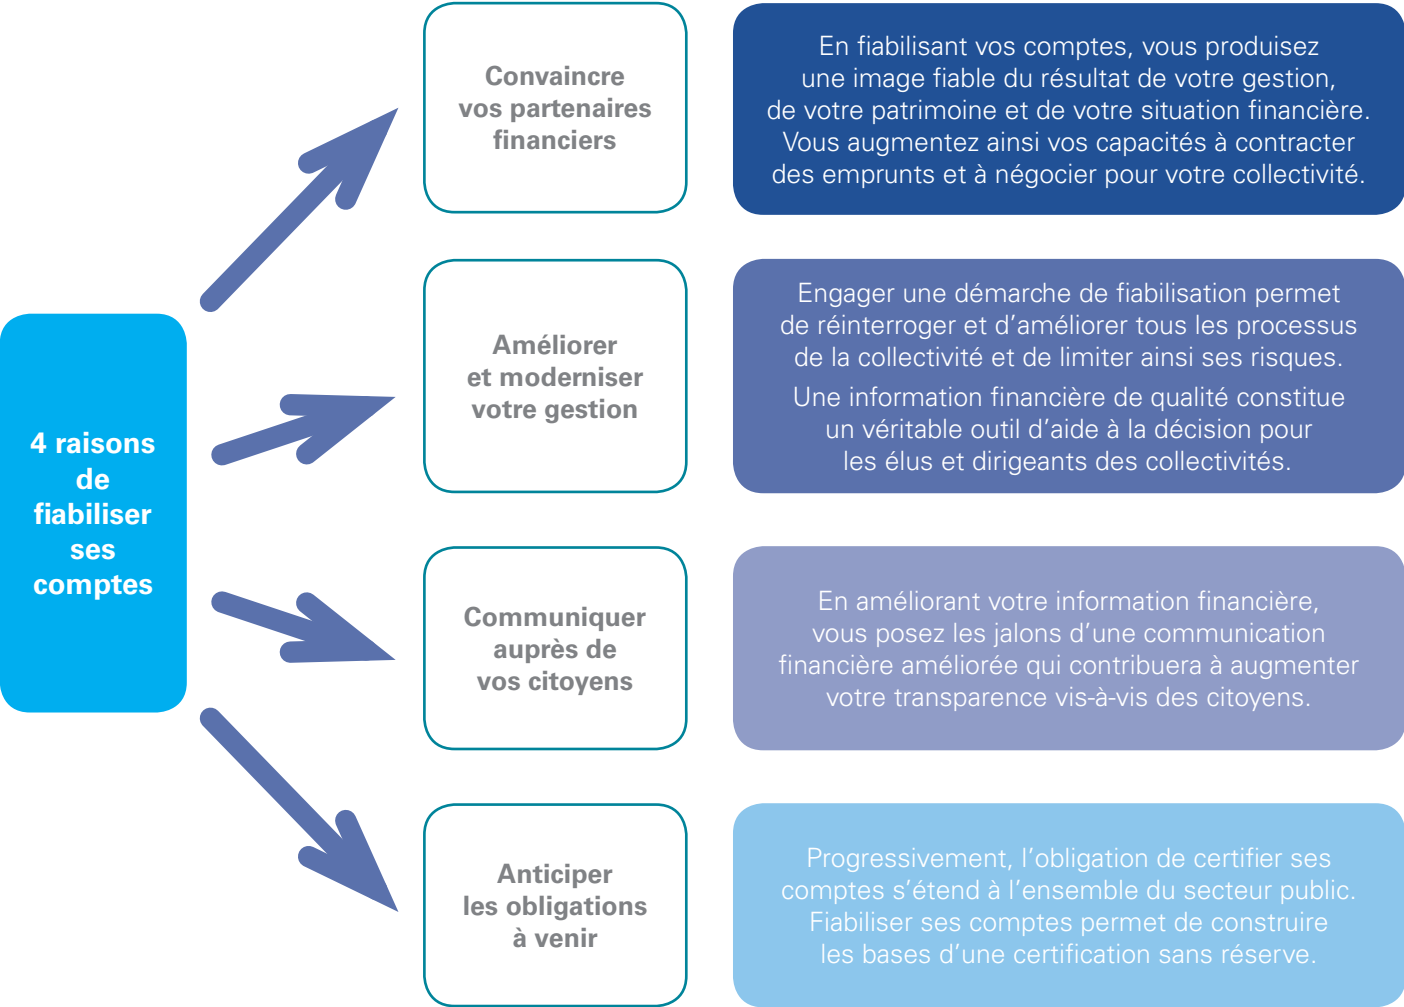 4 raisons
de
fiabiliser
ses
comptes
Convaincre
vos partenaires
financiers
En fiabilisant vos comptes, vous produisez
une image fiable du résultat de votre gestion,
de votre patrimoine et de votre situation financière.
Vous augmentez ainsi vos capacités à contracter
des emprunts et à négocier pour votre collectivité.
Améliorer
et moderniser
votre gestion
Engager une démarche de fiabilisation permet
de réinterroger et d’améliorer tous les processus
de la collectivité et de limiter ainsi ses risques.
Une information financière de qualité constitue
un véritable outil d’aide à la décision pour
les élus et dirigeants des collectivités.
Communiquer
auprès de
vos citoyens
En améliorant votre information financière,
vous posez les jalons d’une communication
financière améliorée qui contribuera à augmenter
votre transparence vis-à-vis des citoyens.
Anticiper
les obligations
à venir
Progressivement, l’obligation de certifier ses
comptes s’étend à l’ensemble du secteur public.
Fiabiliser ses comptes permet de construire
les bases d’une certification sans réserve.